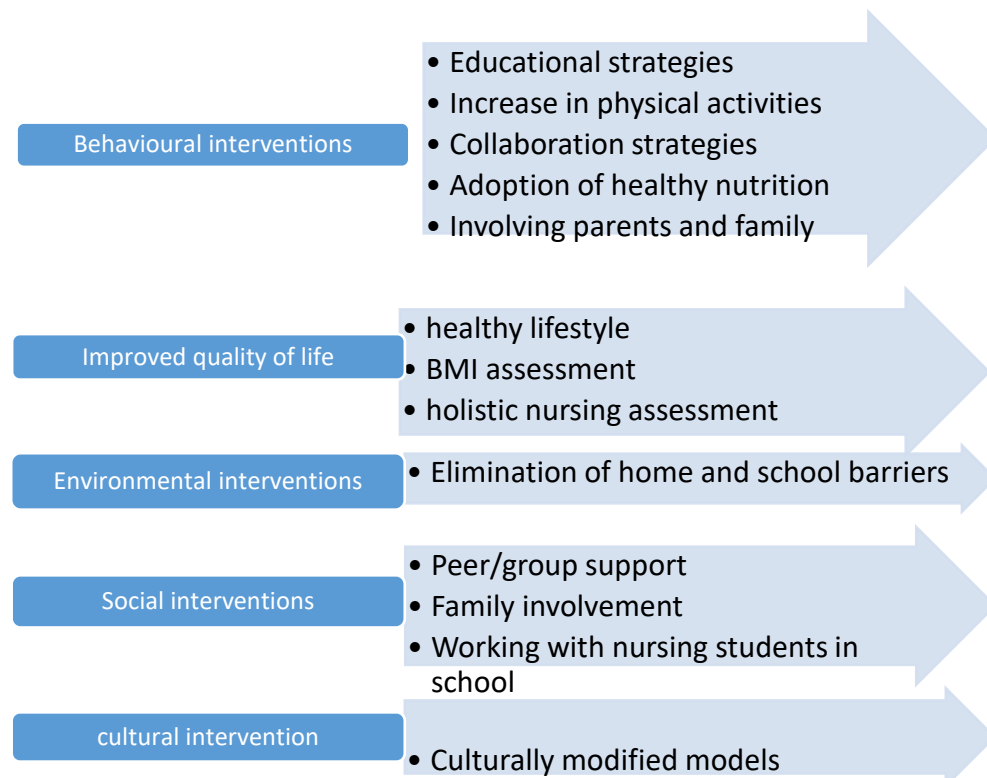 Behavioural interventions
• Educational strategies
• Increase in physical activities
• Collaboration strategies
• Adoption of healthy nutrition
• Involving parents and family
Improved quality of life
• healthy lifestyle
• BMI assessment
• holistic nursing assessment
Environmental interventions
• Elimination of home and school barriers
Social interventions
• Peer/group support
• Family involvement
• Working with nursing students in
school
cultural intervention
• Culturally modified models